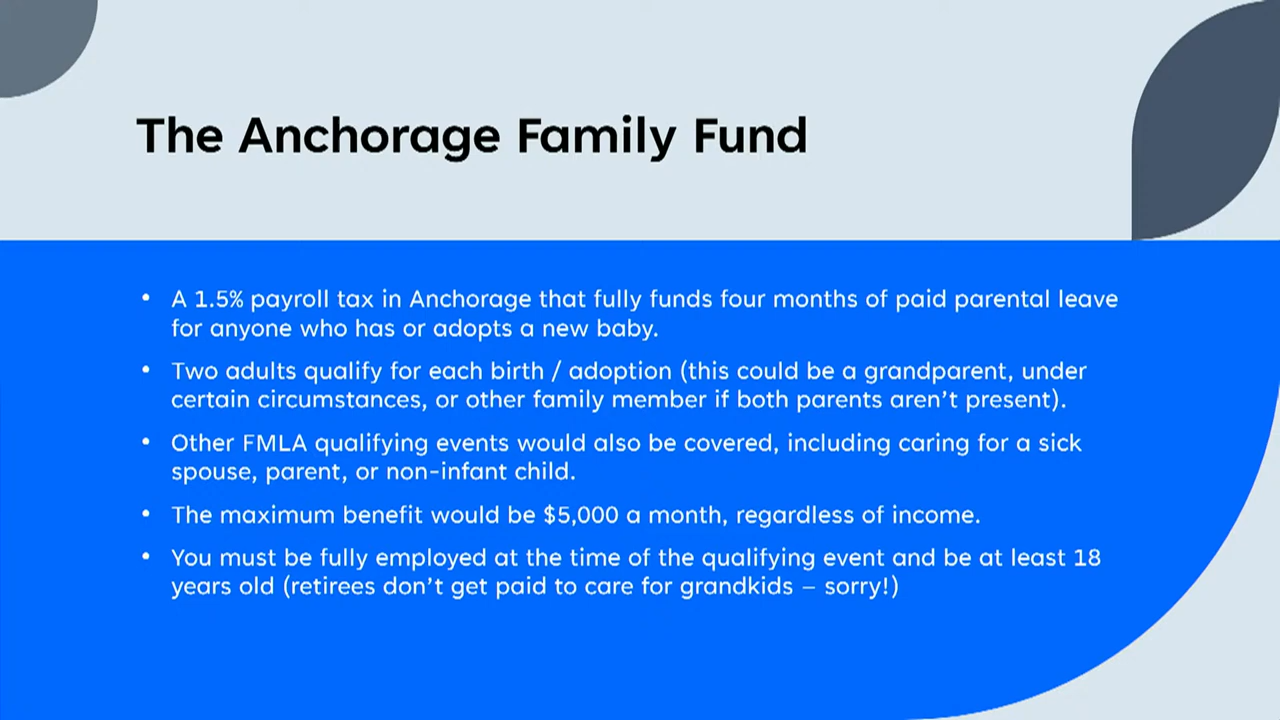 The Anchorage Family Fund
• A 1.5% payroll tax in Anchorage that fully funds four months of paid parental leave
for anyone who has or adopts a new baby.
• Two adults qualify for each birth / adoption (this could be a grandparent, under
certain circumstances, or other family member if both parents aren’t present).
• Other FMLA qualifying events would also be covered, including caring for a sick
spouse, parent, or non-infant child.
• The maximum benefit would be $5,000 a month, regardless of income.
• You must be fully employed at the time of the qualifying event and be at least 18
years old (retirees don’t get paid to care for grandkids – sorry!)